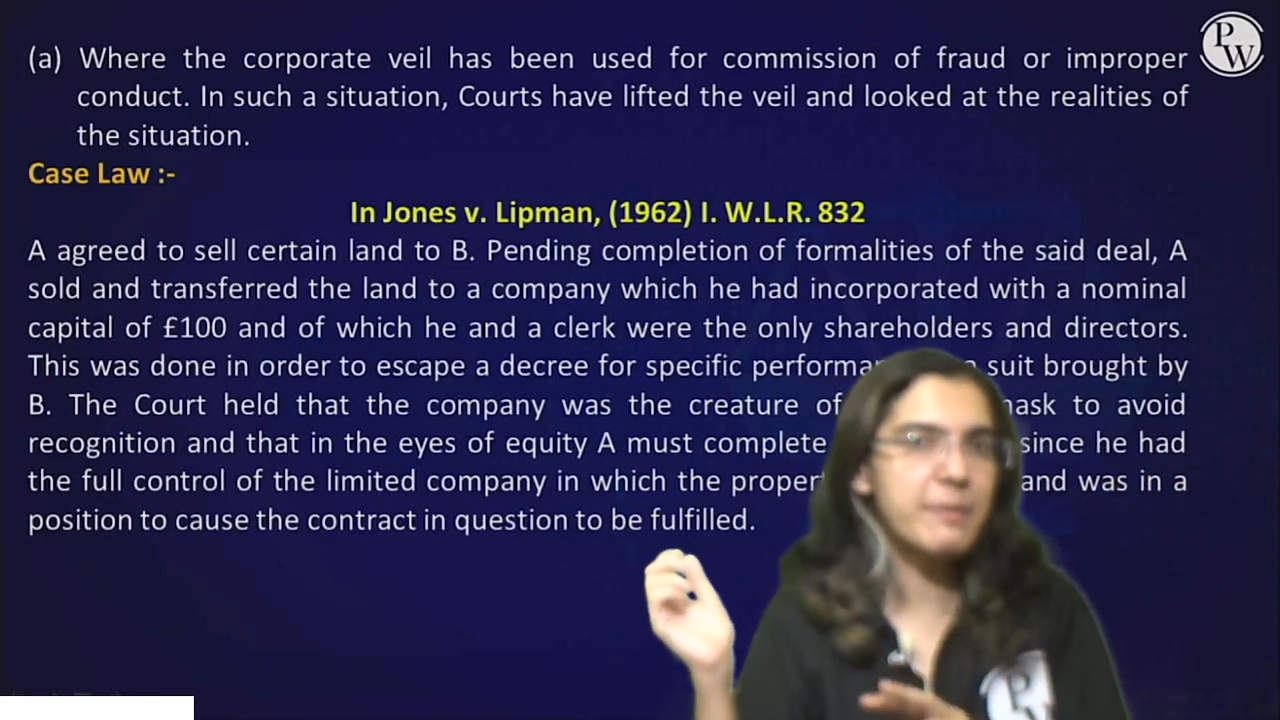 P
W
(a) Where the corporate veil has been used for commission of fraud or improper
conduct. In such a situation, Courts have lifted the veil and looked at the realities of
the situation.
Case Law :-
In Jones v. Lipman, (1962) I. W.L.R. 832
A agreed to sell certain land to B. Pending completion of formalities of the said deal, A
sold and transferred the land to a company which he had incorporated with a nominal
capital of £100 and of which he and a clerk were the only shareholders and directors.
This was done in order to escape a decree for specific suit brought by
B. The Court held that the company was the creature of to avoid
recognition and that in the eyes of equity A must complete since he had
the full control of the limited company in which the and was in a
position to cause the contract in question to be fulfilled.
P
W